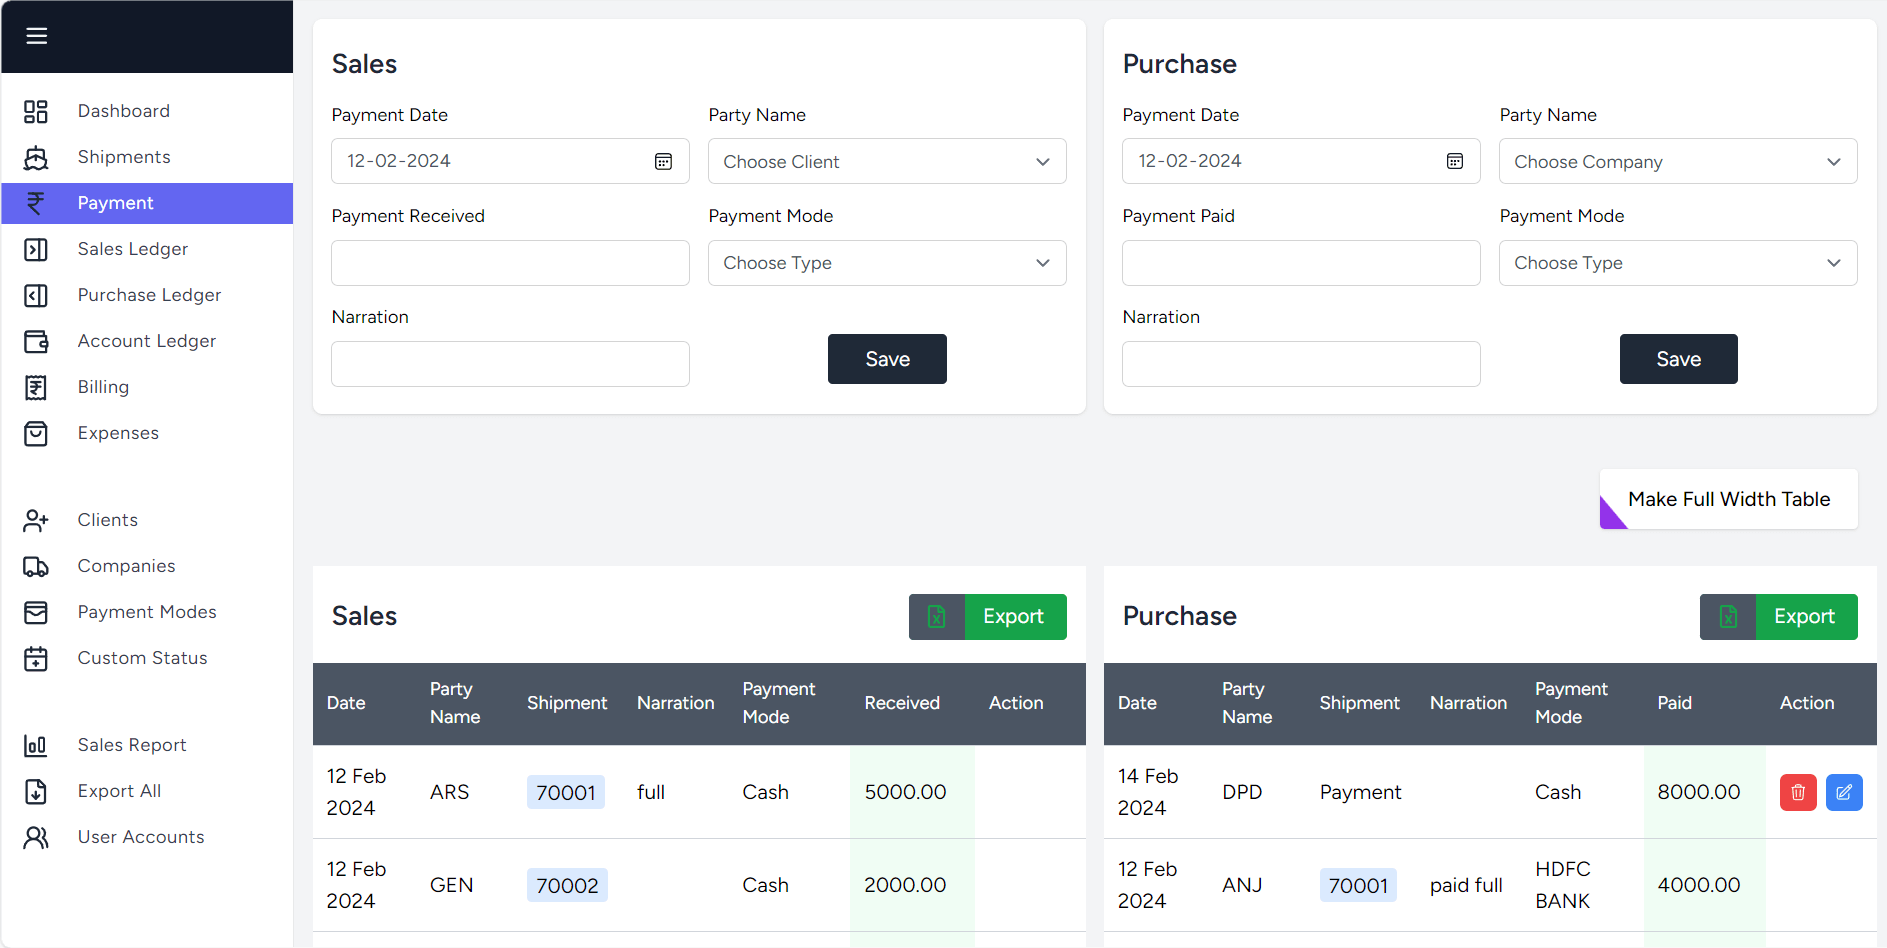 Dashboard
Shipments
Payment
Sales Ledger
Purchase Ledger
Account Ledger
Billing
Expenses
Clients
Companies
Payment Modes
Custom Status
Sales Report
Export All
User Accounts
Sales
Payment Date
Party Name
12-02-2024
Choose Client
Payment Received
Payment Mode
Choose Type
Narration
Save
Purchase
Payment Date
Party Name
12-02-2024
Choose Company
Payment Paid
Payment Mode
Choose Type
Narration
Save
Make Full Width Table
Sales
Export
Date Party Name Shipment Narration Payment Mode Received Action
12 Feb 2024 ARS 70001 full Cash 5000.00
12 Feb 2024 GEN 70002 Cash 2000.00
Purchase
Export
Date Party Name Shipment Narration Payment Mode Paid Action
14 Feb 2024 DPD Payment Cash 8000.00
12 Feb 2024 ANJ 70001 paid full HDFC BANK 4000.00